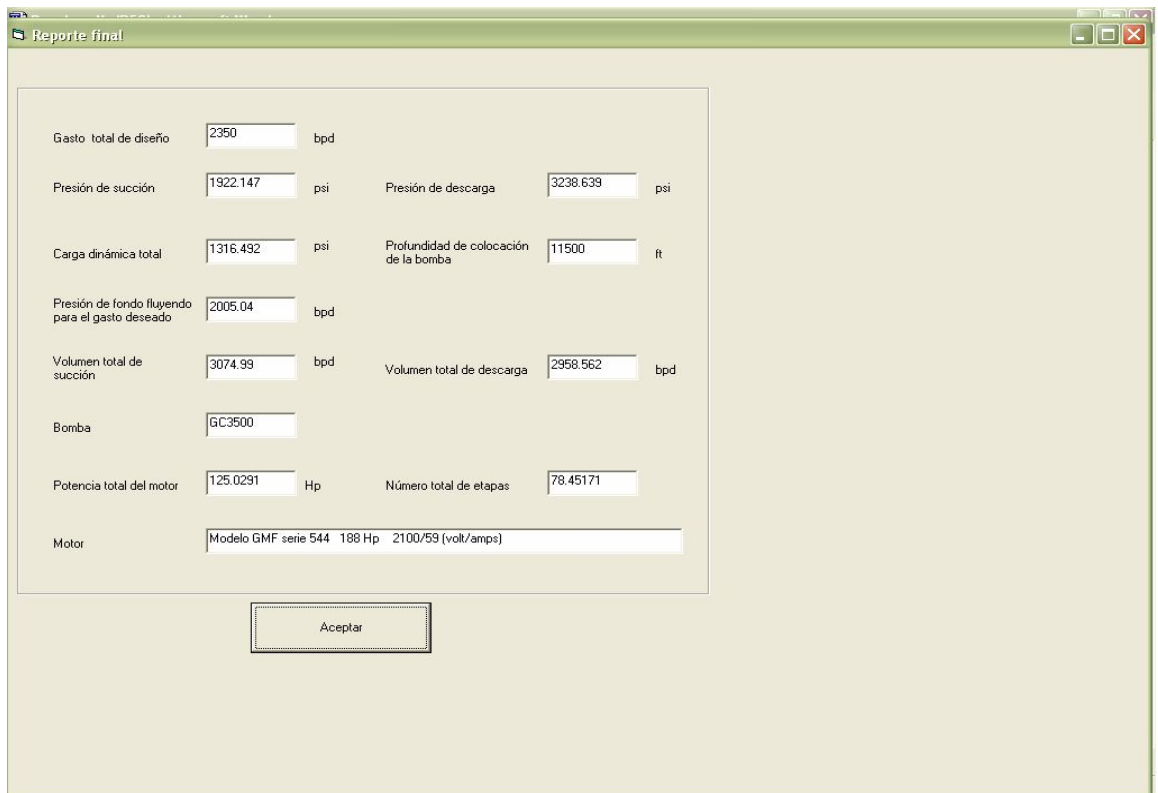 Reporte final
Gasto total de diseño 2350 bpd
Presión de succión 1922.147 psi Presión de descarga 3238.639 psi
Carga dinámica total 1316.492 psi Profundidad de colocación
de la bomba 11500 ft
Presión de fondo fluyendo
para el gasto deseado 2005.04 bpd
Volumen total de
succión 3074.99 bpd Volumen total de descarga 2958.562 bpd
Bomba GC3500
Potencia total del motor 125.0291 Hp Número total de etapas 78.45171
Motor Modelo GMF serie 544 188 Hp 2100/59 (volt/amps)
Aceptar